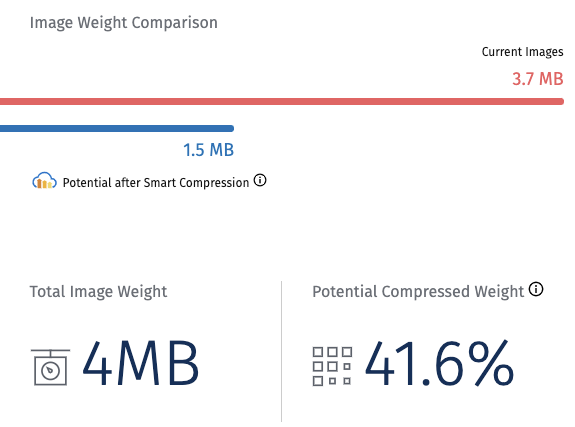 Image Weight Comparison
Current Images
3.7 MB
1.5 MB
Potential after Smart Compression
Total Image Weight
4MB
Potential Compressed Weight
41.6%